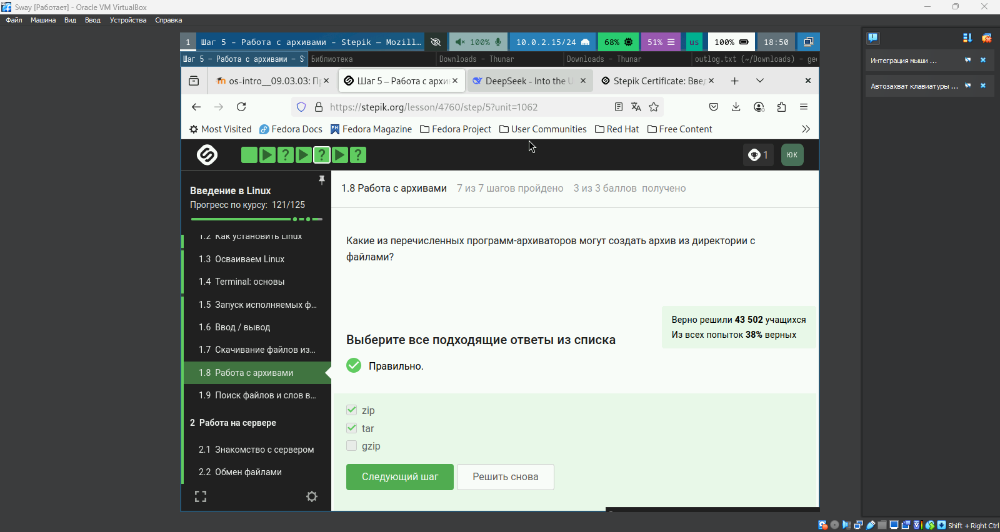 Sway [Работает] - Oracle VM VirtualBox
Файл Машина Вид Ввод Устройства Справка
1 Шаг 5 - Работа с архивами - Stepik — Mozill… 100% 10.0.2.15/24 68% 51% us 100% 18:50
Шаг 5 - Работа с архивами - S Библиотека Downloads - Thunar Downloads - Thunar outlog.txt (~/Downloads) - ge
os-intro__09.03.03: П Шаг 5 – Работа с архи DeepSeek - Into the U Stepik Certificate: Вве
https://stepik.org/lesson/4760/step/5?unit=1062
Most Visited Fedora Docs Fedora Magazine Fedora Project User Communities Red Hat Free Content
1 ЮК
Введение в Linux
Прогресс по курсу: 121/125
1.2 Как установить Linux
1.3 Осваиваем Linux
1.4 Terminal: основы
1.5 Запуск исполняемых ф...
1.6 Ввод / вывод
1.7 Скачивание файлов из...
1.8 Работа с архивами
1.9 Поиск файлов и слов в...
2 Работа на сервере
2.1 Знакомство с сервером
2.2 Обмен файлами
1.8 Работа с архивами 7 из 7 шагов пройдено 3 из 3 баллов получено
Какие из перечисленных программ-архиваторов могут создать архив из директории с
файлами?
Верно решили 43 502 учащихся
Из всех попыток 38% верных
Выберите все подходящие ответы из списка
Правильно.
zip
tar
gzip
Следующий шаг Решить снова
Интеграция мыши ...
Автозахват клавиатуры ...
Shift + Right Ctrl